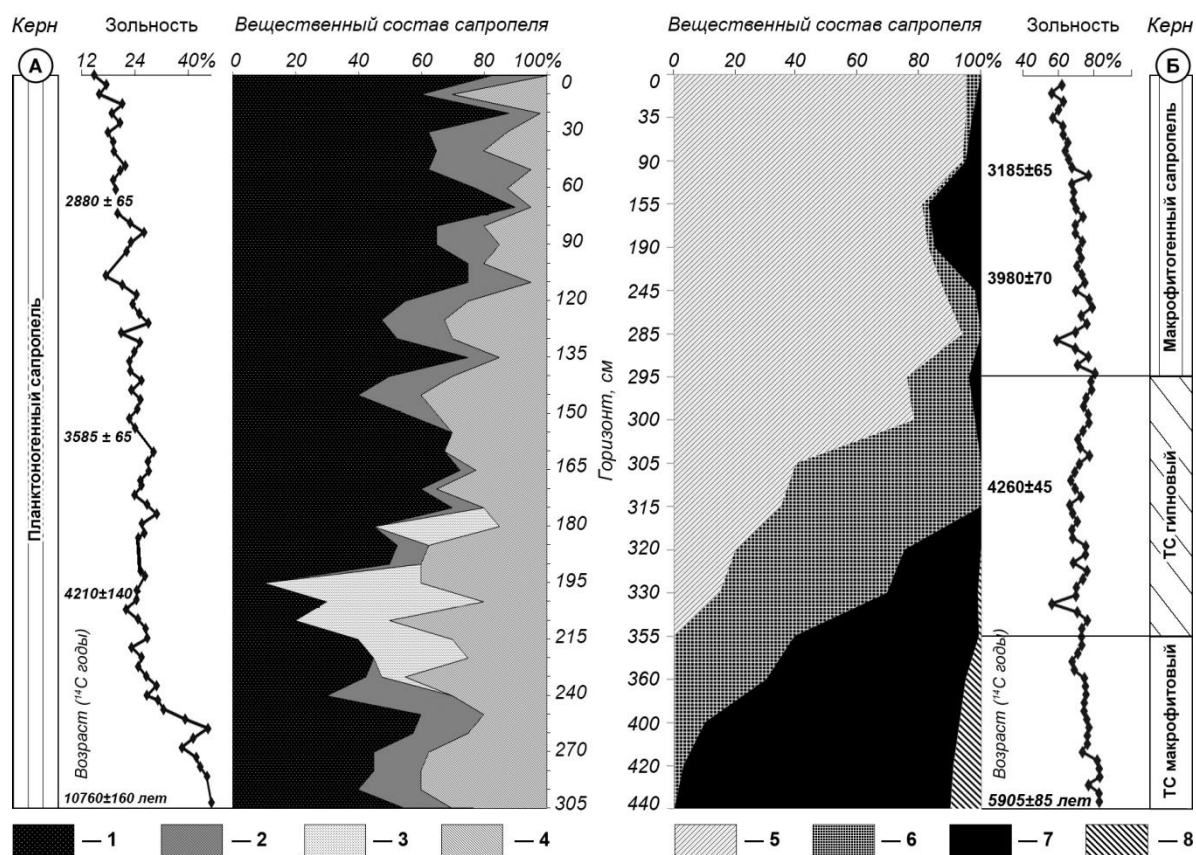 Керн Зольность Вещественный состав сапропеля
А
12 24 40%
0 20 40 60 80 100%
Планктоногенный сапропель
2880 ± 65
3585 ± 65
4210±140
10760±160 лет
Возраст (¹⁴C годы)
0
30
60
90
120
135
150
165
180
195
215
240
270
305
Горизонт, см
Вещественный состав сапропеля Зольность Керн
Б
0 20 40 60 80 100%
40 60 80%
0
35
90
155
190
245
285
295
300
305
315
320
330
355
360
400
420
440
3185±65
3980±70
4260±45
5905±85 лет
Возраст (¹⁴C годы)
Макрофитогенный сапропель
ТС гипновый
ТС макрофитовый
— 1 — 2 — 3 — 4 — 5 — 6 — 7 — 8